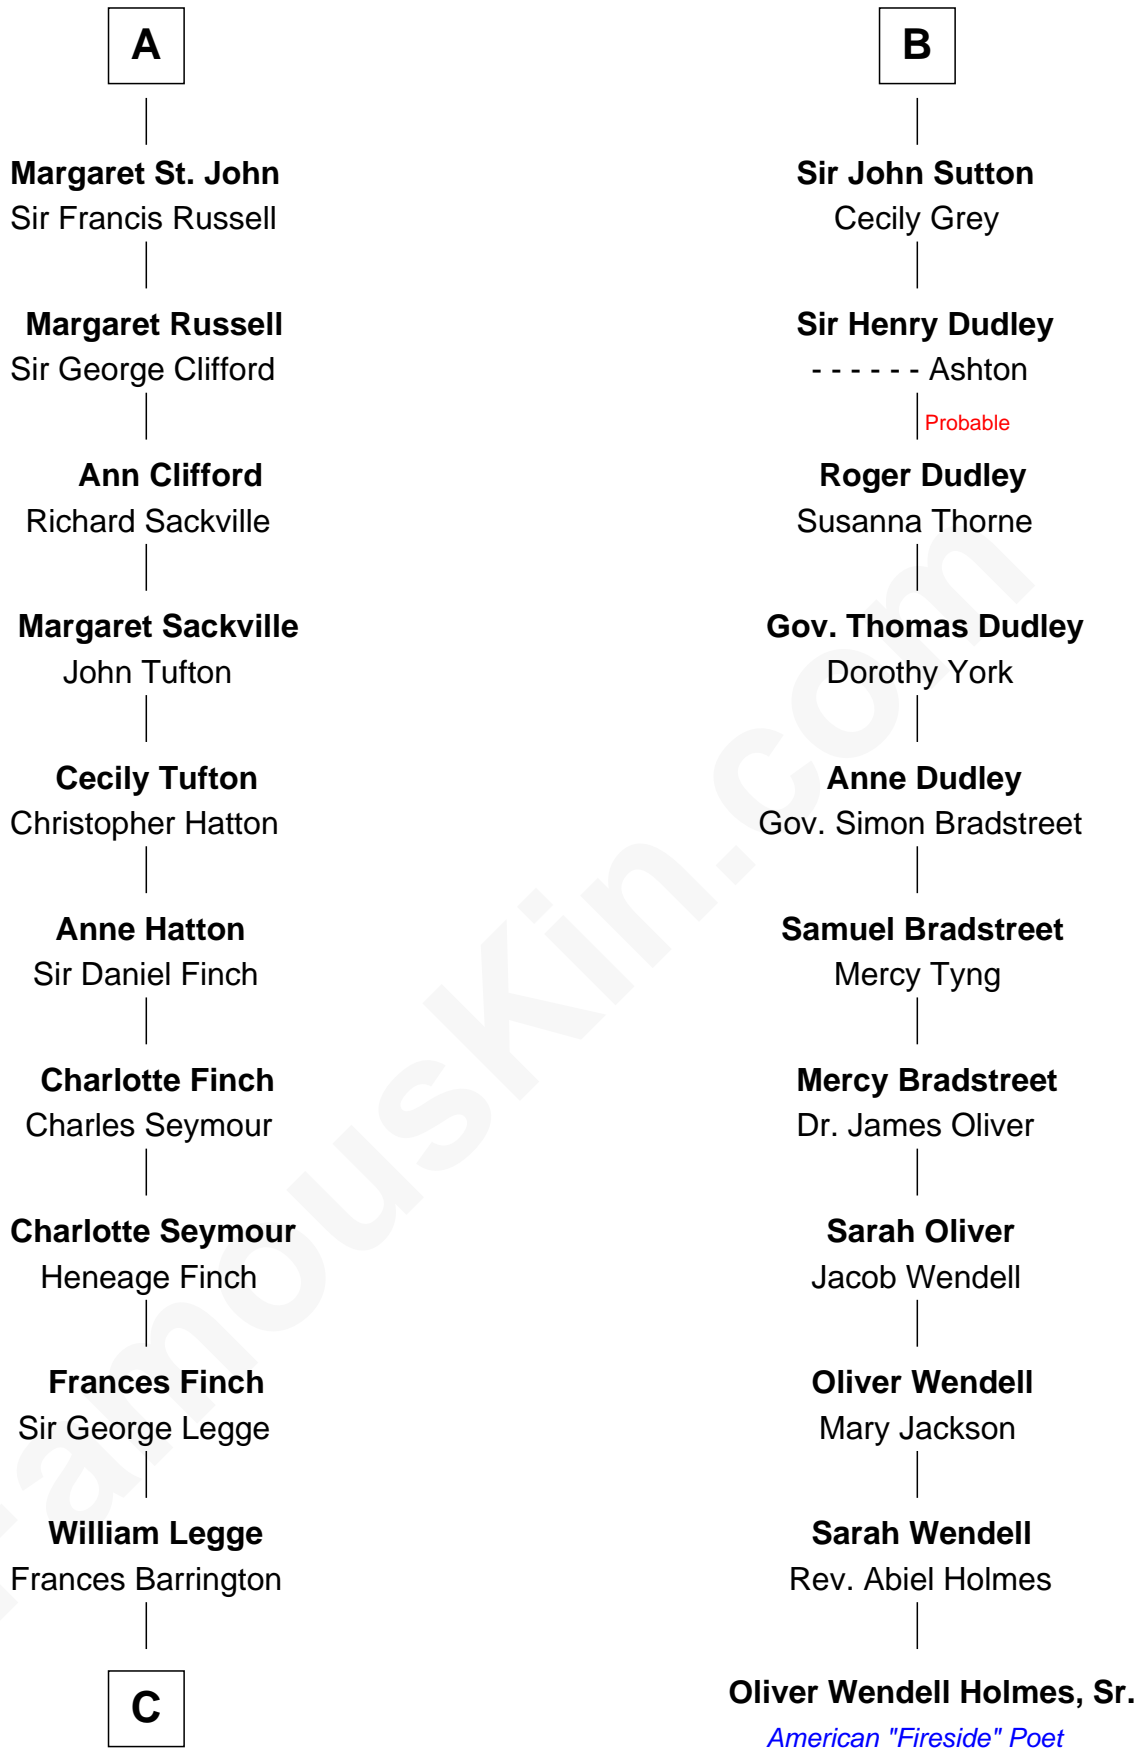 A
Margaret St. John
Sir Francis Russell
Margaret Russell
Sir George Clifford
Ann Clifford
Richard Sackville
Margaret Sackville
John Tufton
Cecily Tufton
Christopher Hatton
Anne Hatton
Sir Daniel Finch
Charlotte Finch
Charles Seymour
Charlotte Seymour
Heneage Finch
Frances Finch
Sir George Legge
William Legge
Frances Barrington
C
B
Sir John Sutton
Cecily Grey
Sir Henry Dudley
- - - - - - Ashton
Probable
Roger Dudley
Susanna Thorne
Gov. Thomas Dudley
Dorothy York
Anne Dudley
Gov. Simon Bradstreet
Samuel Bradstreet
Mercy Tyng
Mercy Bradstreet
Dr. James Oliver
Sarah Oliver
Jacob Wendell
Oliver Wendell
Mary Jackson
Sarah Wendell
Rev. Abiel Holmes
Oliver Wendell Holmes, Sr.
American "Fireside" Poet
FamousKin.com